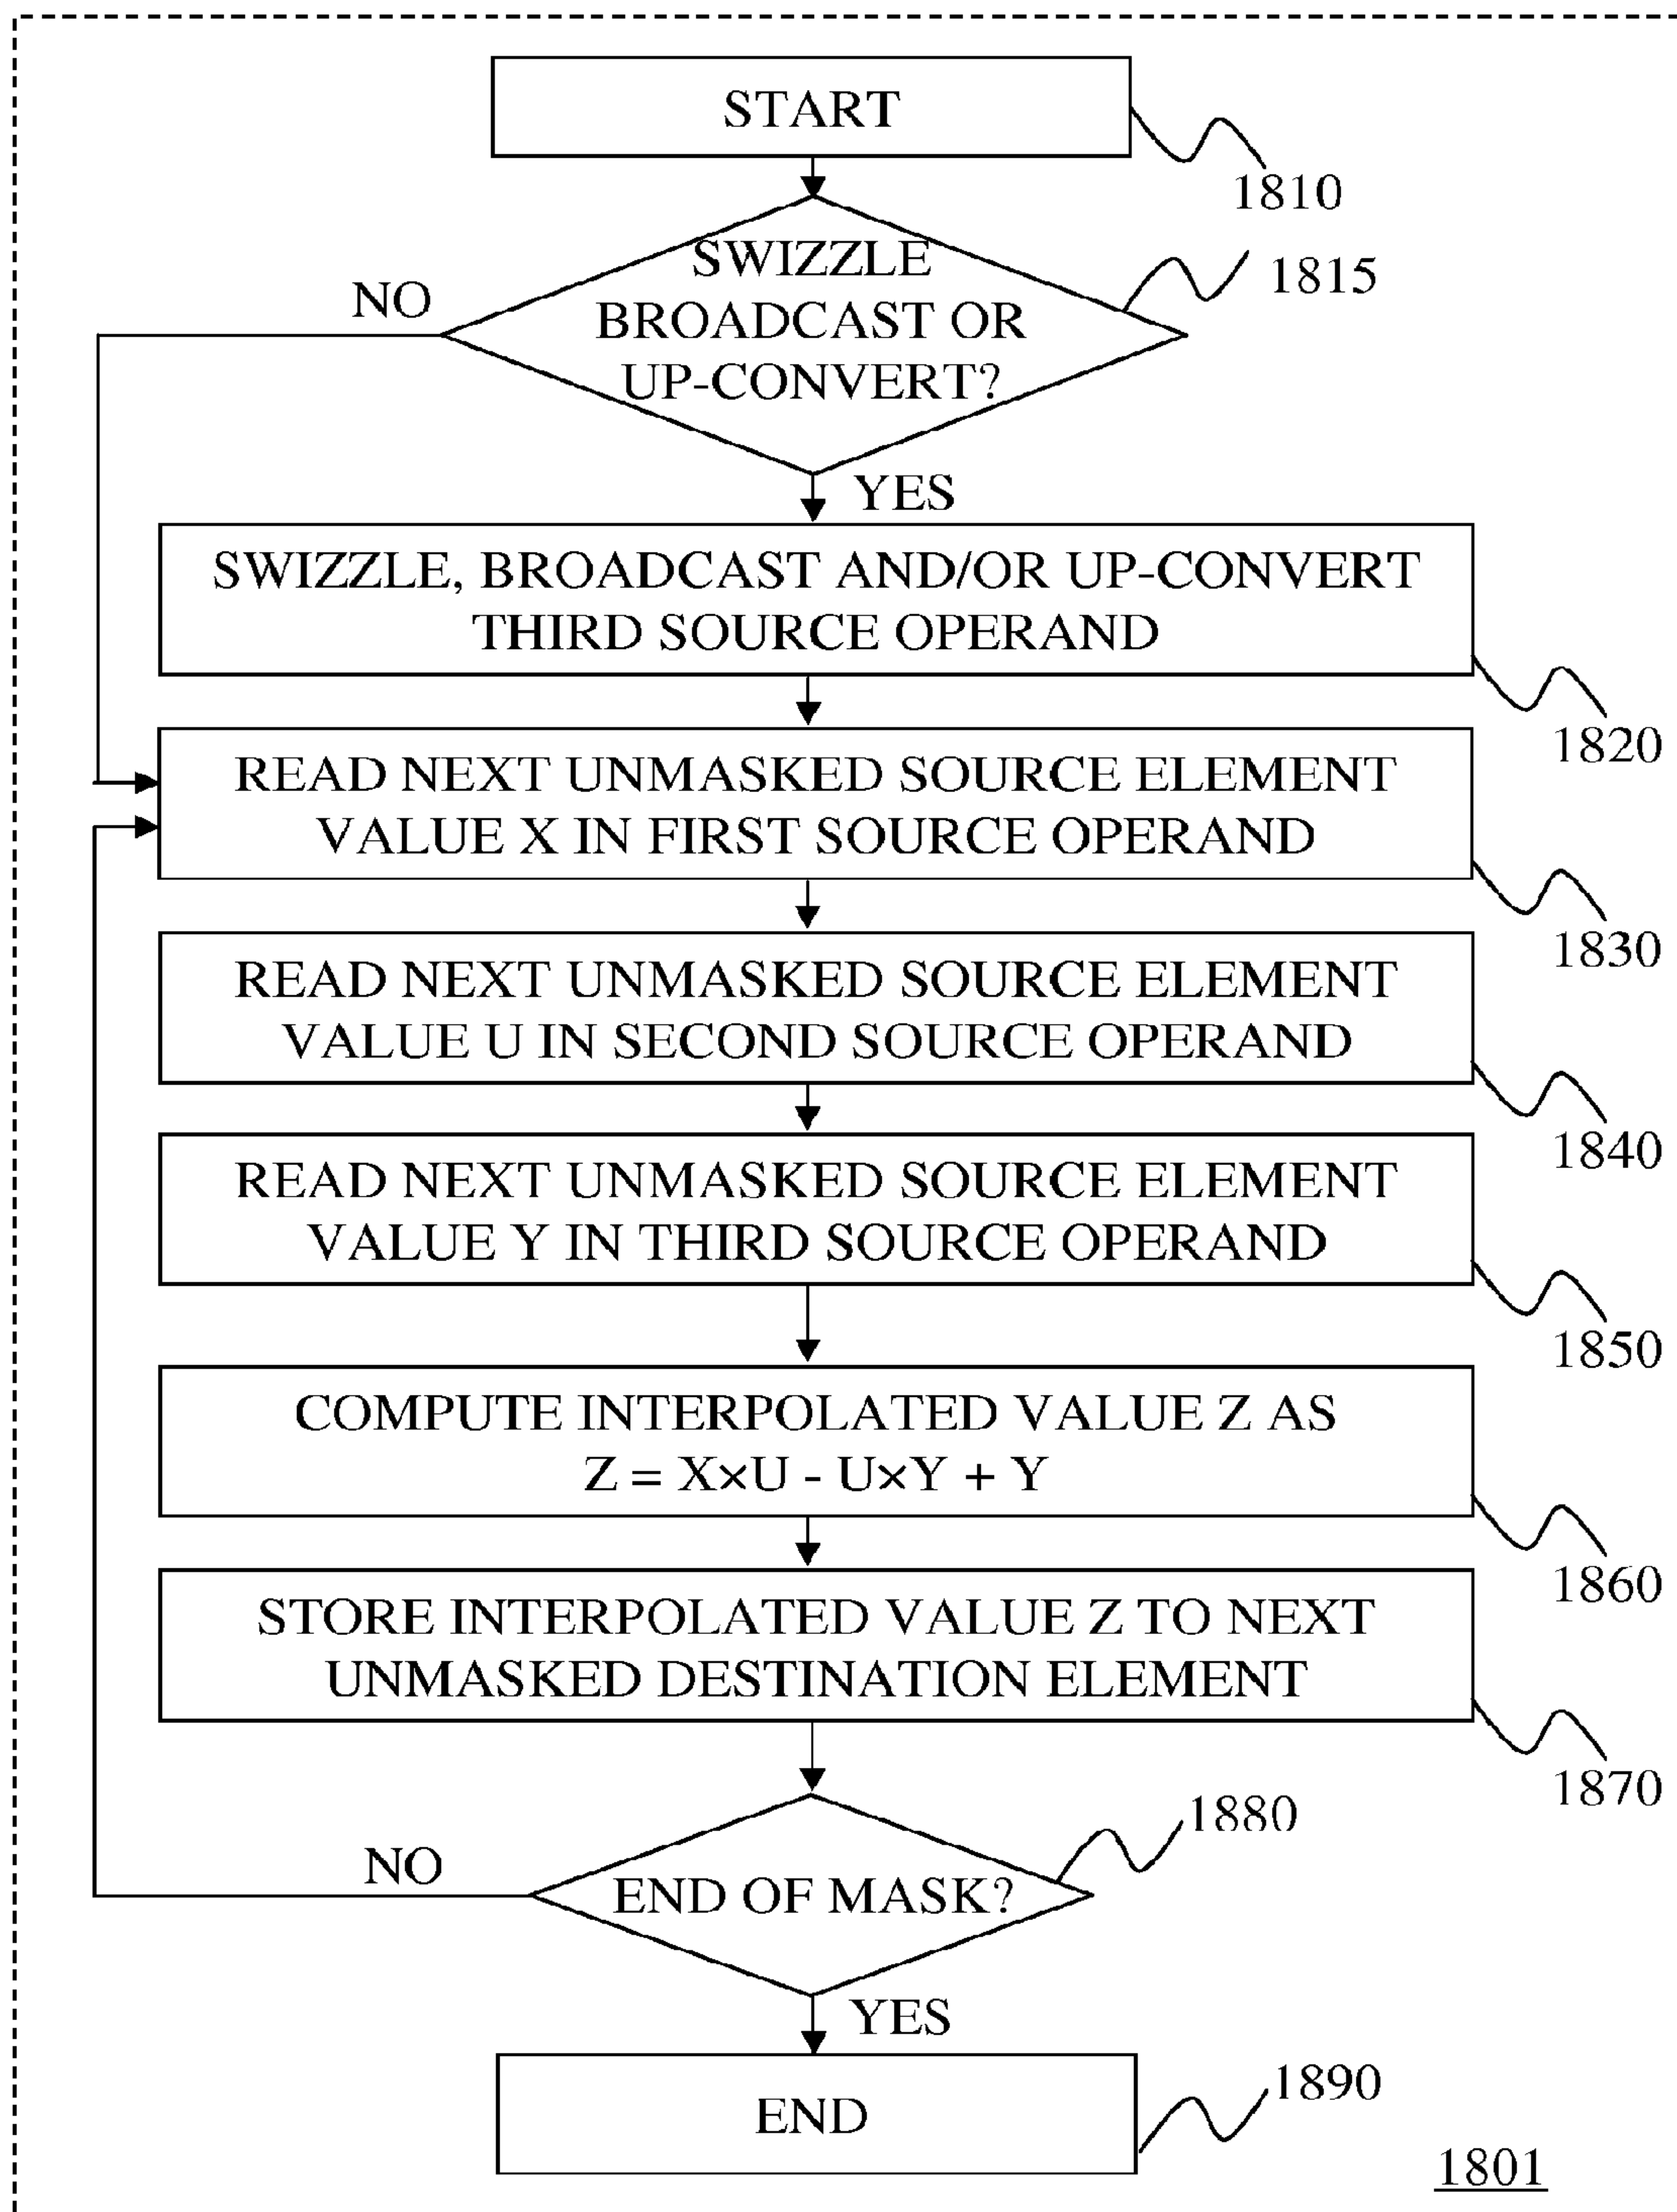 START
1810
SWIZZLE
BROADCAST OR
UP-CONVERT?
1815
NO
YES
SWIZZLE, BROADCAST AND/OR UP-CONVERT
THIRD SOURCE OPERAND
1820
READ NEXT UNMASKED SOURCE ELEMENT
VALUE X IN FIRST SOURCE OPERAND
1830
READ NEXT UNMASKED SOURCE ELEMENT
VALUE U IN SECOND SOURCE OPERAND
1840
READ NEXT UNMASKED SOURCE ELEMENT
VALUE Y IN THIRD SOURCE OPERAND
1850
COMPUTE INTERPOLATED VALUE Z AS
Z = X×U - U×Y + Y
1860
STORE INTERPOLATED VALUE Z TO NEXT
UNMASKED DESTINATION ELEMENT
1870
1880
NO
END OF MASK?
YES
END
1890
1801